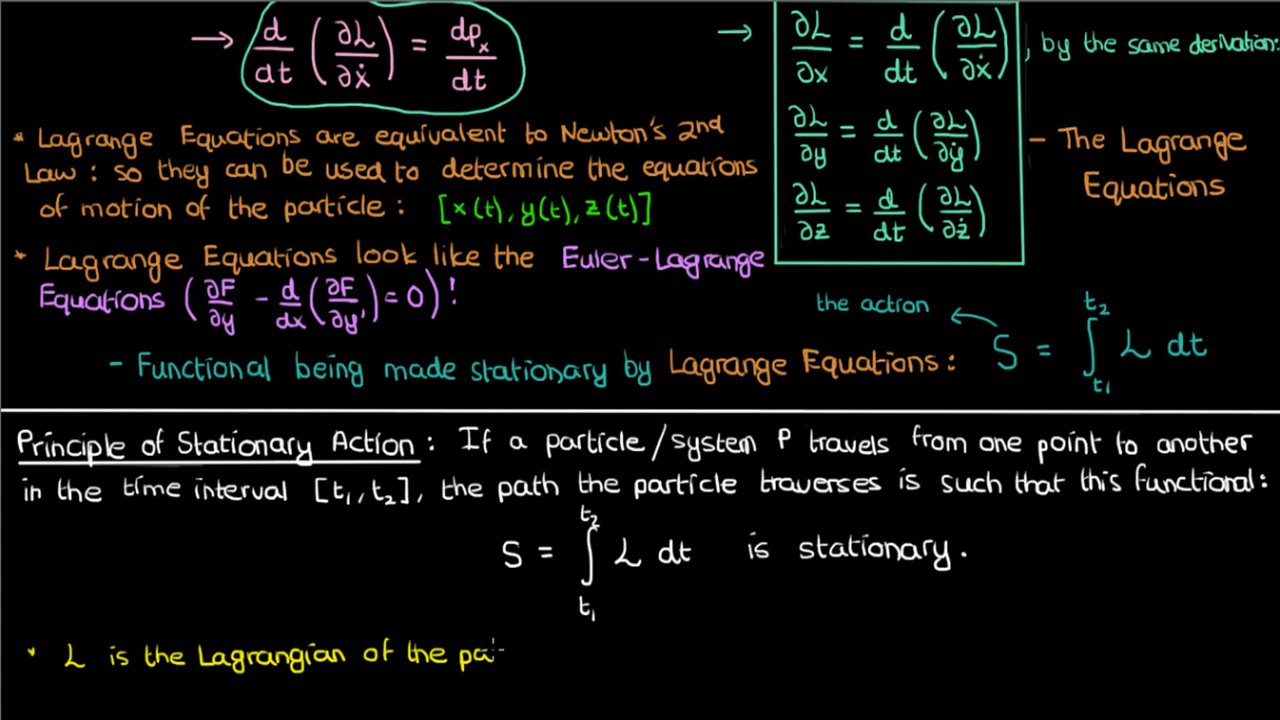 → d/dt (∂L/∂ẋ) = dpₓ/dt
→ ∂L/∂x = d/dt (∂L/∂ẋ), by the same derivation:
∂L/∂y = d/dt (∂L/∂ẏ)
∂L/∂z = d/dt (∂L/∂ż)
- The Lagrange
Equations
* Lagrange Equations are equivalent to Newton's 2nd
Law: so they can be used to determine the equations
of motion of the particle: [x(t), y(t), z(t)]
* Lagrange Equations look like the Euler-Lagrange
Equations (∂F/∂y - d/dx (∂F/∂y') = 0)!
the action
- Functional being made stationary by Lagrange Equations: S = ∫ₜ₁ᵗ² L dt
Principle of Stationary Action: If a particle/system P travels from one point to another
in the time interval [t₁, t₂], the path the particle traverses is such that this functional:
S = ∫ₜ₁ᵗ² L dt is stationary.
* L is the Lagrangian of the pa